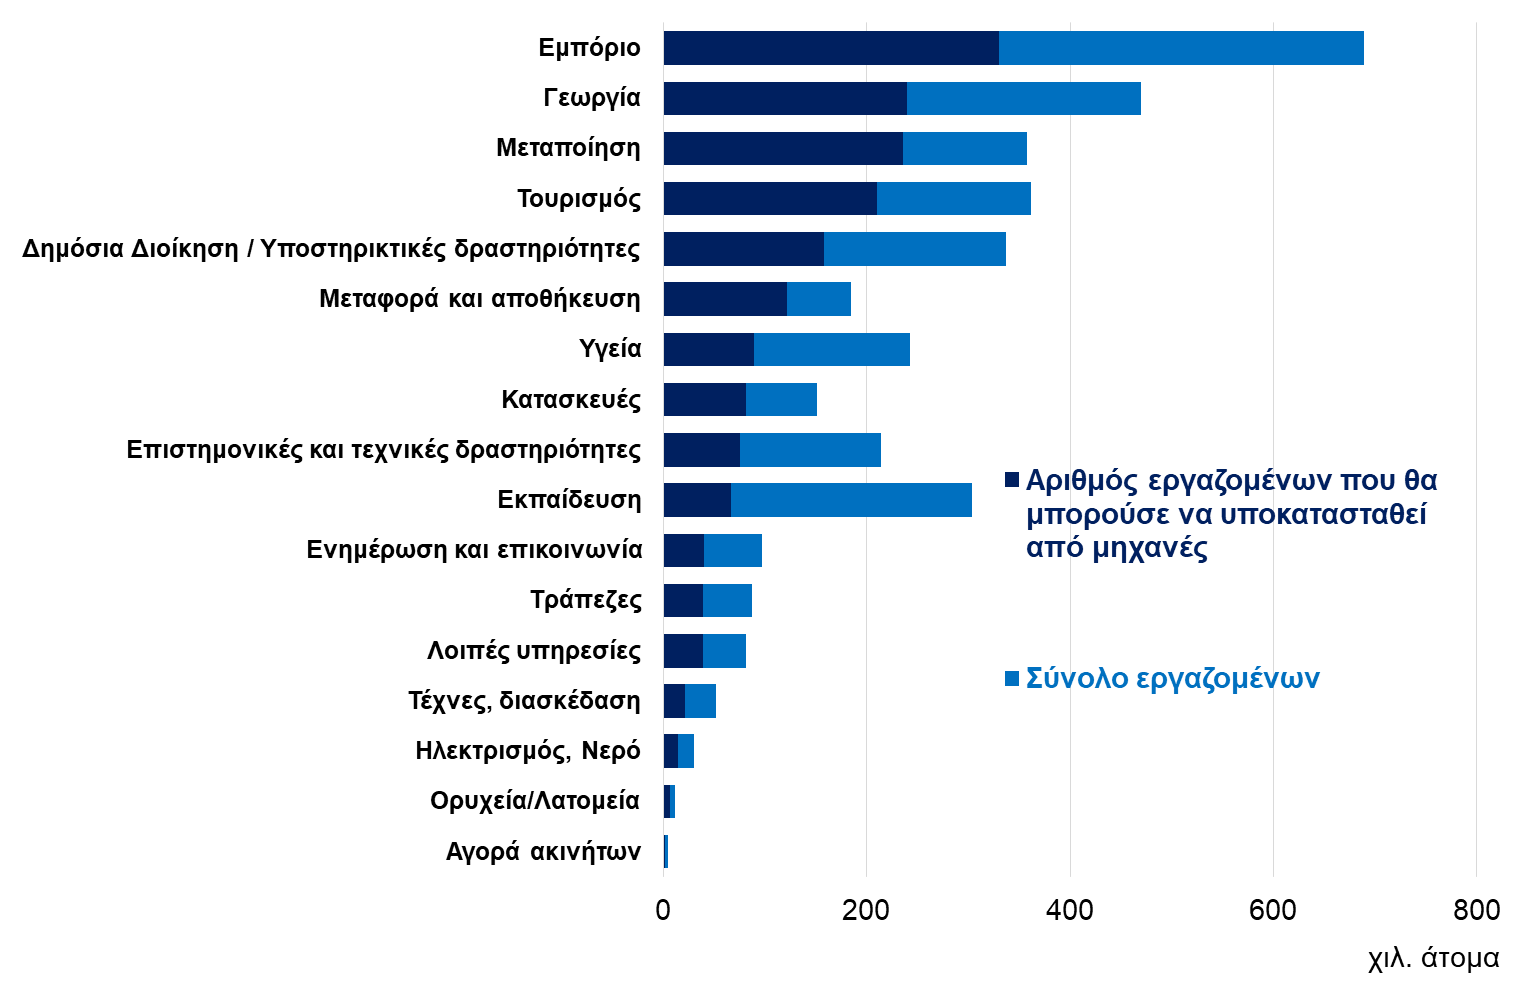 Εμπόριο
Γεωργία
Μεταποίηση
Τουρισμός
Δημόσια Διοίκηση / Υποστηρικτικές δραστηριότητες
Μεταφορά και αποθήκευση
Υγεία
Κατασκευές
Επιστημονικές και τεχνικές δραστηριότητες
Εκπαίδευση
Ενημέρωση και επικοινωνία
Τράπεζες
Λοιπές υπηρεσίες
Τέχνες, διασκέδαση
Ηλεκτρισμός, Νερό
Ορυχεία/Λατομεία
Αγορά ακινήτων
Αριθμός εργαζομένων που θα
μπορούσε να υποκατασταθεί
από μηχανές
Σύνολο εργαζομένων
0 200 400 600 800
χιλ. άτομα